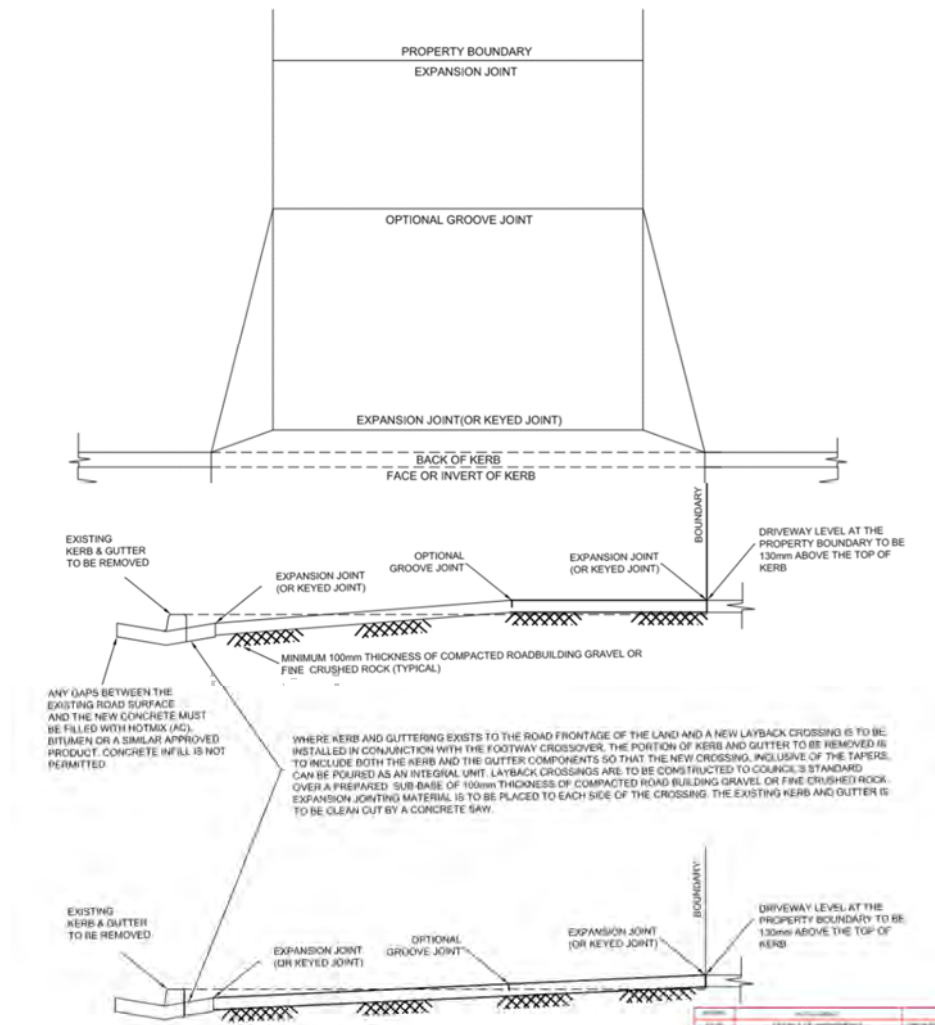 PROPERTY BOUNDARY
EXPANSION JOINT
OPTIONAL GROOVE JOINT
EXPANSION JOINT(OR KEYED JOINT)
BACK OF KERB
FACE OR INVERT OF KERB
BOUNDARY
EXISTING
KERB & GUTTER
TO BE REMOVED
EXPANSION JOINT
(OR KEYED JOINT)
OPTIONAL
GROOVE JOINT
EXPANSION JOINT
(OR KEYED JOINT)
DRIVEWAY LEVEL AT THE
PROPERTY BOUNDARY TO BE
130mm ABOVE THE TOP OF
KERB
MINIMUM 100mm THICKNESS OF COMPACTED ROADBUILDING GRAVEL OR
FINE CRUSHED ROCK (TYPICAL)
ANY GAPS BETWEEN THE
EXISTING ROAD SURFACE
AND THE NEW CONCRETE MUST
BE FILLED WITH HOTMIX (AC),
BITUMEN OR A SIMILAR APPROVED
PRODUCT. CONCRETE INFILL IS NOT
PERMITTED
WHERE KERB AND GUTTERING EXISTS TO THE ROAD FRONTAGE OF THE LAND AND A NEW LAYBACK CROSSING IS TO BE
INSTALLED IN CONJUNCTION WITH THE FOOTWAY CROSSOVER, THE PORTION OF KERB AND GUTTER TO BE REMOVED IS
TO INCLUDE BOTH THE KERB AND THE GUTTER COMPONENTS SO THAT THE NEW CROSSING, INCLUSIVE OF THE TAPERS,
CAN BE POURED AS AN INTEGRAL UNIT. LAYBACK CROSSINGS ARE TO BE CONSTRUCTED TO COUNCIL'S STANDARD
OVER A PREPARED SUB-BASE OF 100mm THICKNESS OF COMPACTED ROAD BUILDING GRAVEL OR FINE CRUSHED ROCK.
EXPANSION JOINTING MATERIAL IS TO BE PLACED TO EACH SIDE OF THE CROSSING. THE EXISTING KERB AND GUTTER IS
TO BE CLEAN CUT BY A CONCRETE SAW.
BOUNDARY
EXISTING
KERB & GUTTER
TO BE REMOVED
EXPANSION JOINT
(OR KEYED JOINT)
OPTIONAL
GROOVE JOINT
EXPANSION JOINT
(OR KEYED JOINT)
DRIVEWAY LEVEL AT THE
PROPERTY BOUNDARY TO BE
130mm ABOVE THE TOP OF
KERB